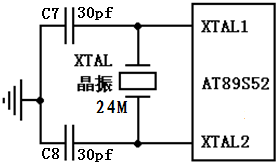 C7 30pf
XTAL1
XTAL
晶振
24M
AT89S52
XTAL2
C8 30pf